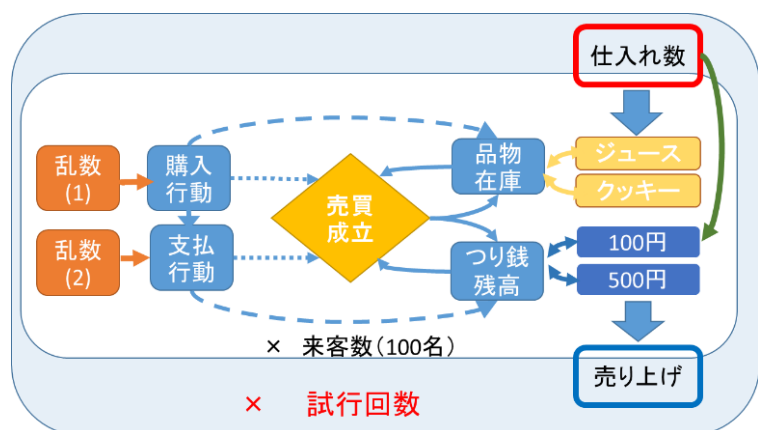 仕入れ数
乱数
(1)
購入
行動
品物
在庫
ジュース
クッキー
売買
成立
乱数
(2)
支払
行動
つり銭
残高
100円
500円
× 来客数(100名)
売り上げ
× 試行回数